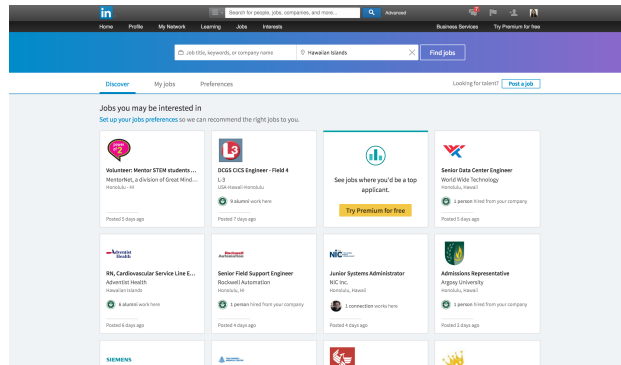 in
Search for people, jobs, companies, and more...
Advanced
Home Profile My Network Learning Jobs Interests
Business Services Try Premium for free
Job title, keywords, or company name
Hawaiian Islands
Find jobs
Discover My jobs Preferences
Looking for talent? Post a job
Jobs you may be interested in
Set up your jobs preferences so we can recommend the right jobs to you.
power of 2
Volunteer: Mentor STEM students ...
MentorNet, a division of Great Mind...
Honolulu - HI
Posted 5 days ago
L3
DCGS CICS Engineer - Field 4
L-3
USA-Hawaii-Honolulu
9 alumni work here
Posted 7 days ago
See jobs where you'd be a top
applicant.
Try Premium for free
Senior Data Center Engineer
World Wide Technology
Honolulu, Hawaii
1 person hired from your company
Posted 5 days ago
Adventist
Health
RN, Cardiovascular Service Line E...
Adventist Health
Hawaiian Islands
6 alumni work here
Posted 6 days ago
Rockwell
Automation
Senior Field Support Engineer
Rockwell Automation
Honolulu, HI
1 person hired from your company
Posted 4 days ago
NIC
Junior Systems Administrator
NIC Inc.
Honolulu, Hawaii
1 connection works here
Posted 4 days ago
Admissions Representative
Argosy University
Honolulu, Hawaii
1 person hired from your company
Posted 2 days ago
SIEMENS